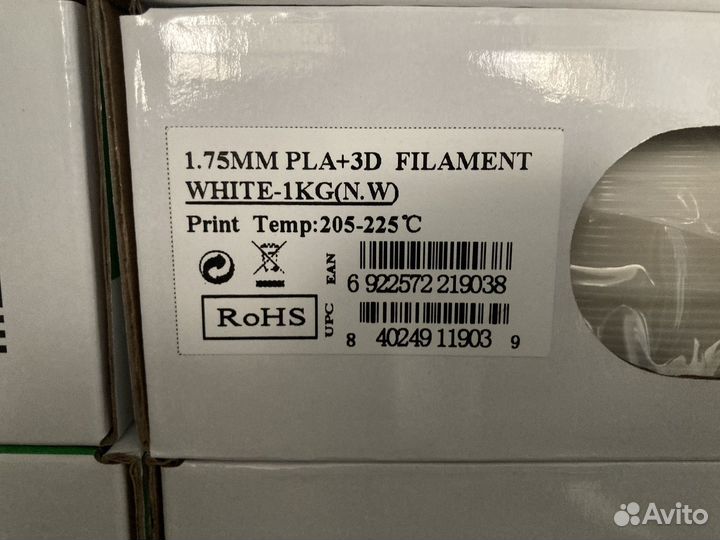 1.75MM PLA+3D FILAMENT
WHITE-1KG(N.W)
Print Temp:205-225℃
EAN
6 922572 219038
RoHS
UPC
8 40249 11903 9
Avito